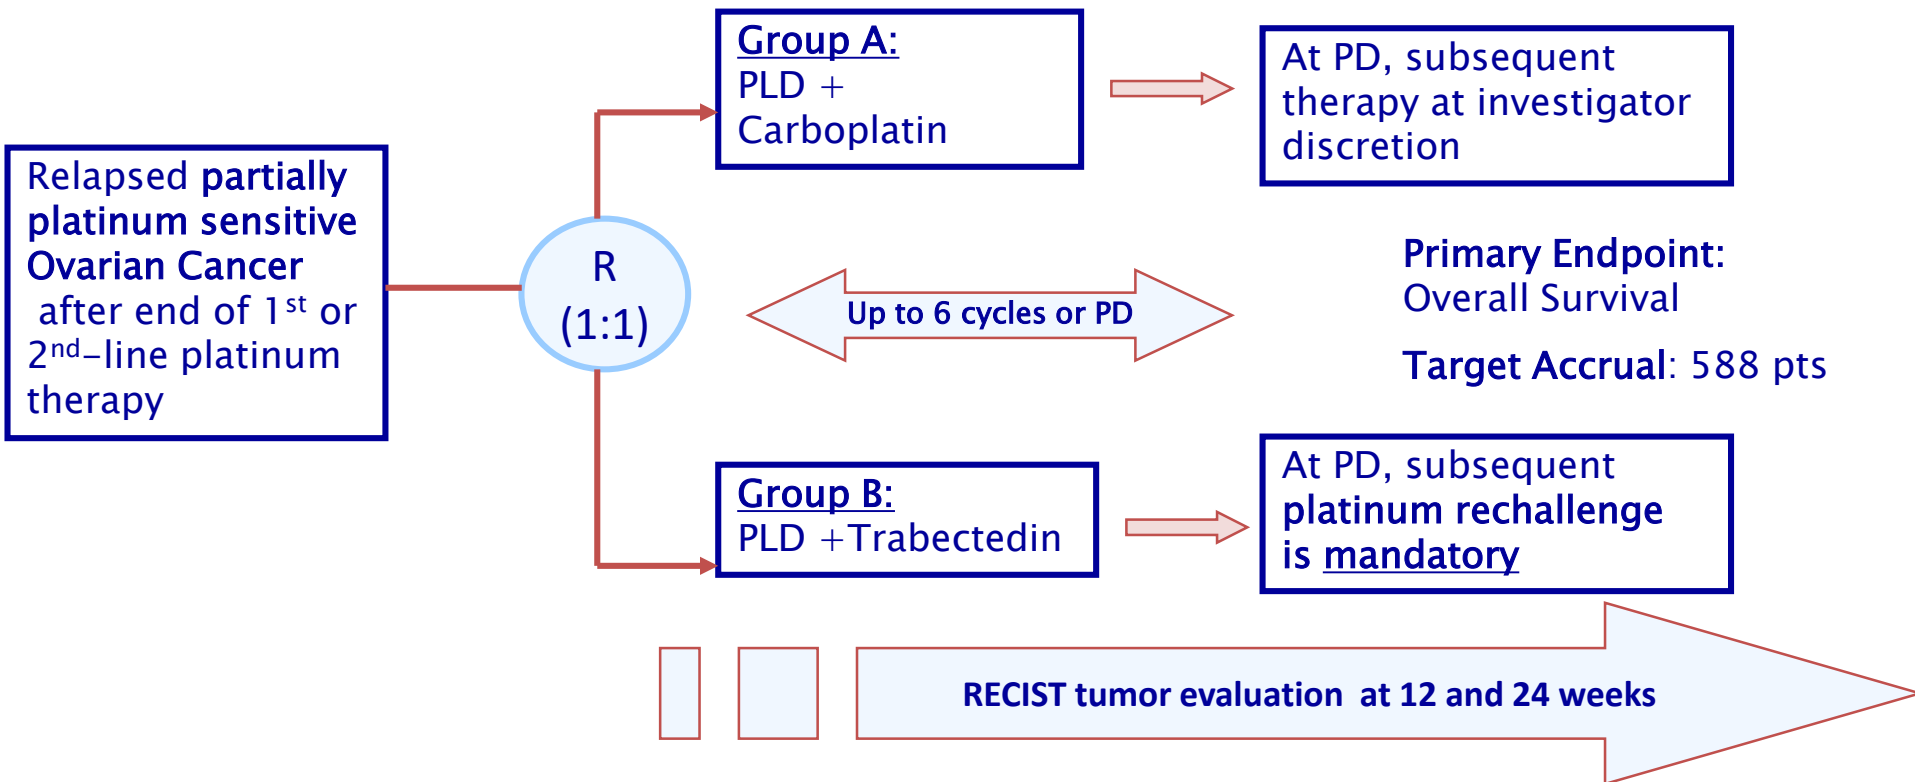 Relapsed partially
platinum sensitive
Ovarian Cancer
after end of 1st or
2nd-line platinum
therapy
R
(1:1)
Group A:
PLD +
Carboplatin
At PD, subsequent
therapy at investigator
discretion
Up to 6 cycles or PD
Primary Endpoint:
Overall Survival
Target Accrual: 588 pts
Group B:
PLD +Trabectedin
At PD, subsequent
platinum rechallenge
is mandatory
RECIST tumor evaluation at 12 and 24 weeks